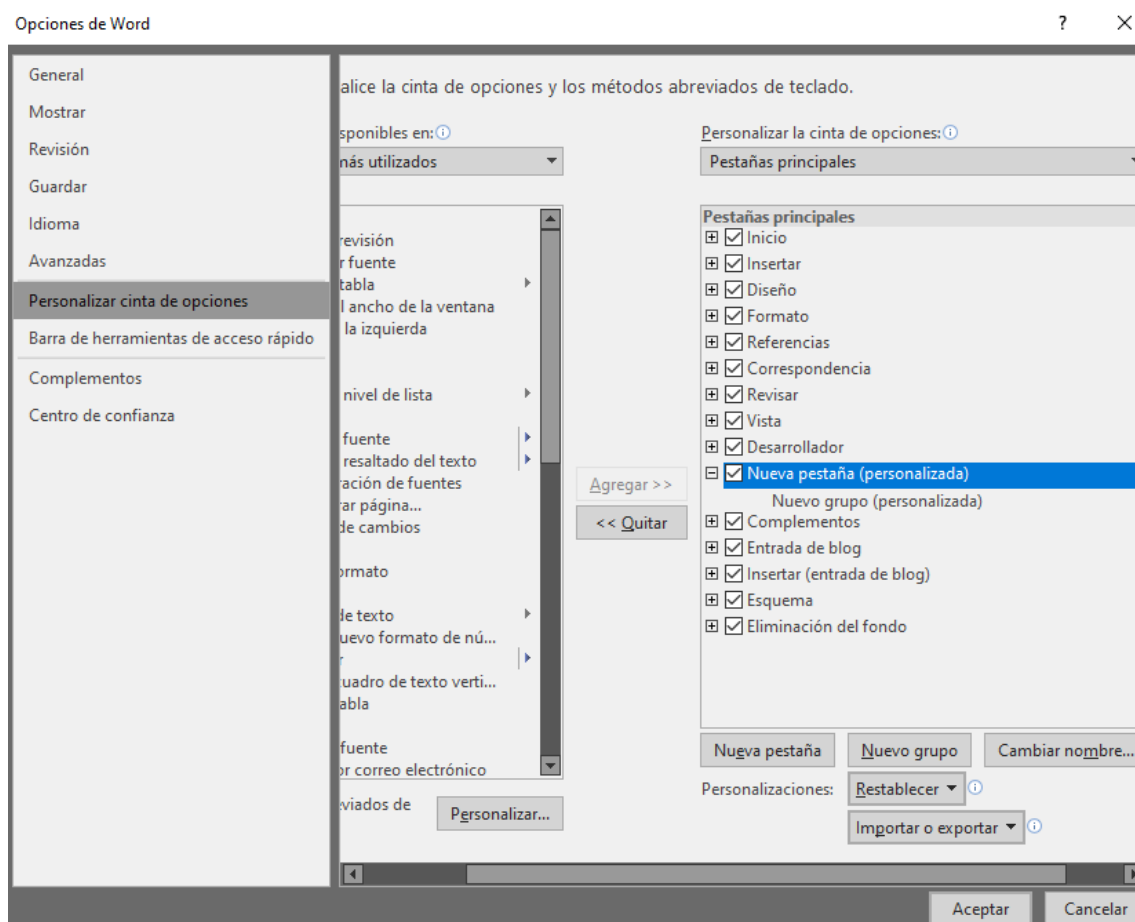 Opciones de Word
?
General
Mostrar
Revisión
Guardar
Idioma
Avanzadas
Personalizar cinta de opciones
Barra de herramientas de acceso rápido
Complementos
Centro de confianza
alice la cinta de opciones y los métodos abreviados de teclado.
sponibles en:
más utilizados
revisión
r fuente
tabla
l ancho de la ventana
la izquierda
nivel de lista
fuente
resaltado del texto
ración de fuentes
rar página...
de cambios
ormato
de texto
uevo formato de nú...
r
cuadro de texto verti...
abla
fuente
or correo electrónico
eviados de
Personalizar...
Agregar >>
<< Quitar
Personalizar la cinta de opciones:
Pestañas principales
Pestañas principales
Inicio
Insertar
Diseño
Formato
Referencias
Correspondencia
Revisar
Vista
Desarrollador
Nueva pestaña (personalizada)
Nuevo grupo (personalizada)
Complementos
Entrada de blog
Insertar (entrada de blog)
Esquema
Eliminación del fondo
Nueva pestaña
Nuevo grupo
Cambiar nombre...
Personalizaciones:
Restablecer
Importar o exportar
Aceptar
Cancelar